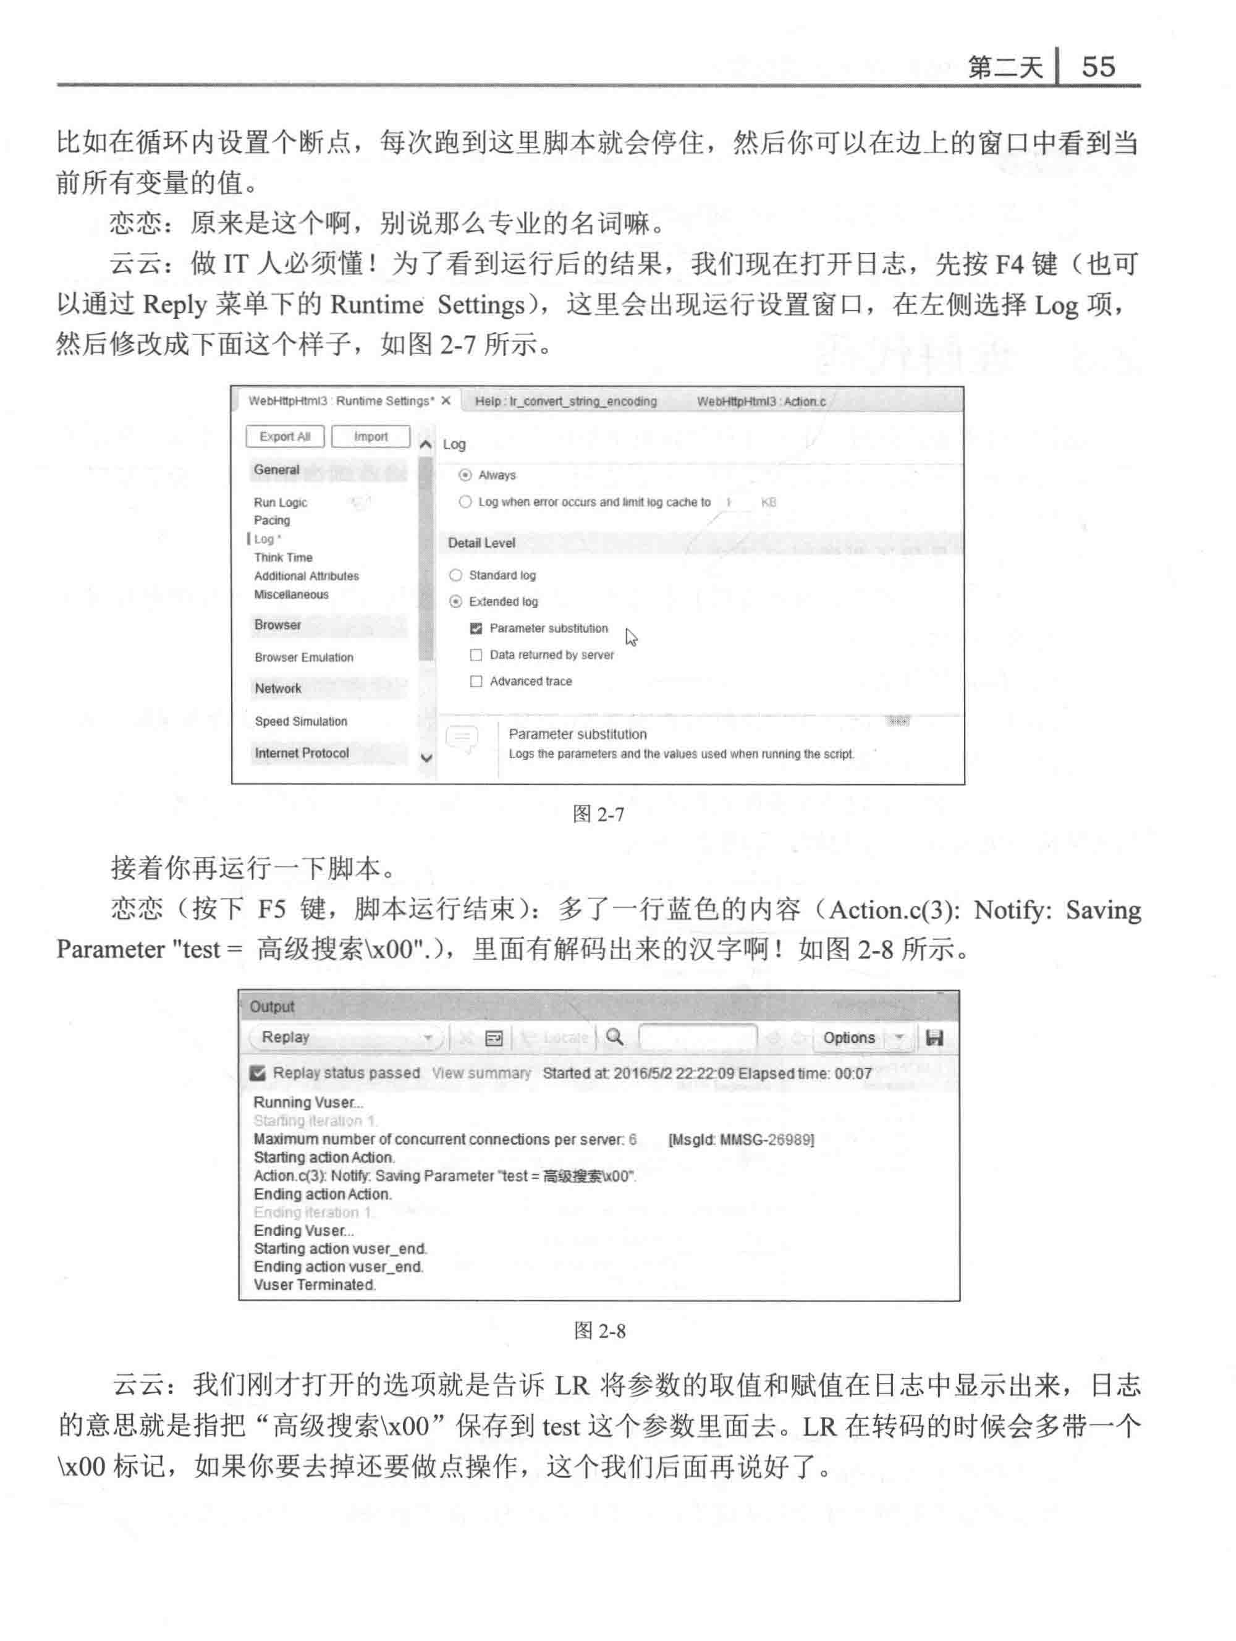 第二天 55
比如在循环内设置个断点，每次跑到这里脚本就会停住，然后你可以在边上的窗口中看到当
前所有变量的值。
恋恋：原来是这个啊，别说那么专业的名词嘛。
云云：做 IT 人必须懂！为了看到运行后的结果，我们现在打开日志，先按 F4 键（也可
以通过 Reply 菜单下的 Runtime Settings），这里会出现运行设置窗口，在左侧选择 Log 项，
然后修改成下面这个样子，如图 2-7 所示。
WebHttpHtml3 : Runtime Settings* X Help : lr_convert_string_encoding WebHttpHtml3 : Action.c
Export All Import
Log
General
Always
Run Logic
Log when error occurs and limit log cache to 1 KB
Pacing
Log *
Detail Level
Think Time
Additional Attributes
Standard log
Miscellaneous
Extended log
Browser
Parameter substitution
Browser Emulation
Data returned by server
Network
Advanced trace
Speed Simulation
Parameter substitution
Internet Protocol
Logs the parameters and the values used when running the script.
图 2-7
接着你再运行一下脚本。
恋恋（按下 F5 键，脚本运行结束）：多了一行蓝色的内容（Action.c(3): Notify: Saving
Parameter "test = 高级搜索\x00".），里面有解码出来的汉字啊！如图 2-8 所示。
Output
Replay Locate Options
Replay status passed View summary Started at: 2016/5/2 22:22:09 Elapsed time: 00:07
Running Vuser...
Starting iteration 1.
Maximum number of concurrent connections per server: 6 [MsgId: MMSG-26989]
Starting action Action.
Action.c(3): Notify: Saving Parameter "test = 高级搜索\x00".
Ending action Action.
Ending iteration 1.
Ending Vuser...
Starting action vuser_end.
Ending action vuser_end.
Vuser Terminated.
图 2-8
云云：我们刚才打开的选项就是告诉 LR 将参数的取值和赋值在日志中显示出来，日志
的意思就是指把“高级搜索\x00”保存到 test 这个参数里面去。LR 在转码的时候会多带一个
\x00 标记，如果你要去掉还要做点操作，这个我们后面再说好了。